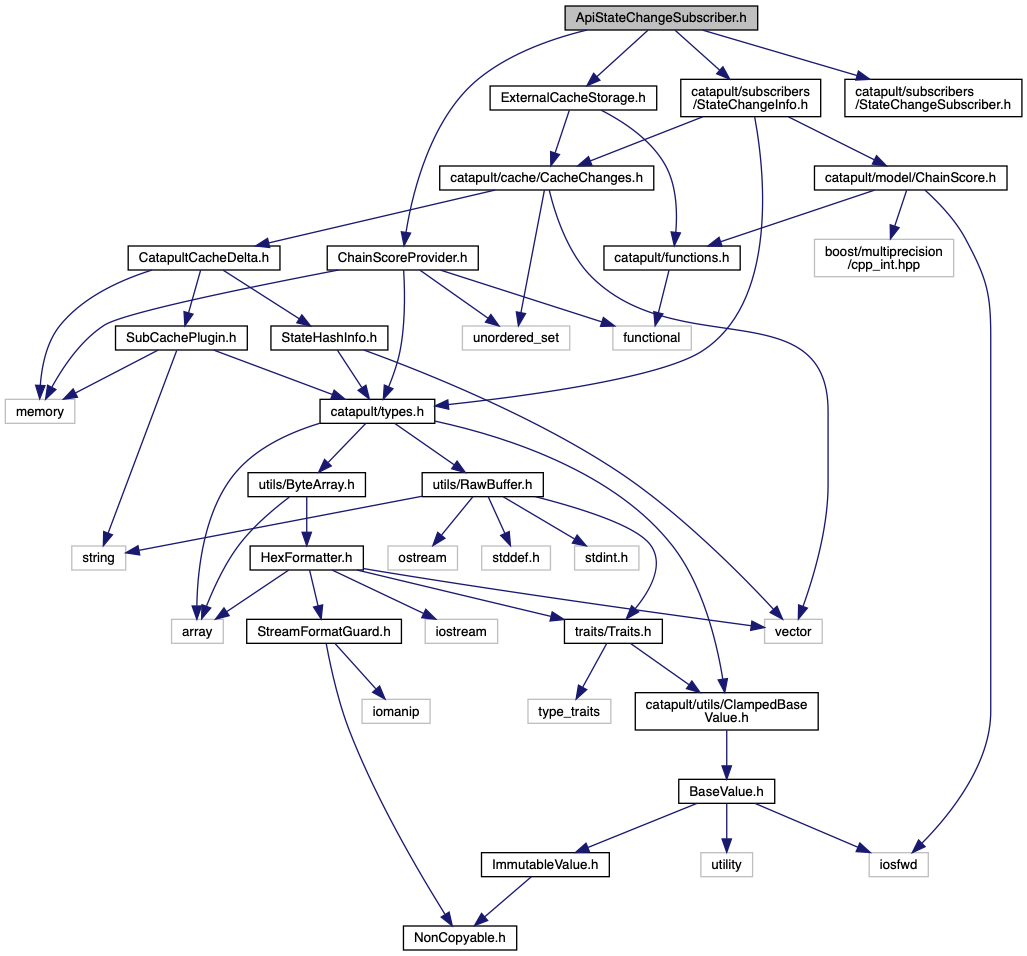 ApiStateChangeSubscriber.h
ExternalCacheStorage.h
catapult/subscribers
/StateChangeInfo.h
catapult/subscribers
/StateChangeSubscriber.h
catapult/cache/CacheChanges.h
catapult/model/ChainScore.h
CatapultCacheDelta.h
ChainScoreProvider.h
catapult/functions.h
boost/multiprecision
/cpp_int.hpp
SubCachePlugin.h
StateHashInfo.h
unordered_set
functional
memory
catapult/types.h
utils/ByteArray.h
utils/RawBuffer.h
string
HexFormatter.h
ostream
stddef.h
stdint.h
array
StreamFormatGuard.h
iostream
traits/Traits.h
vector
iomanip
type_traits
catapult/utils/ClampedBase
Value.h
BaseValue.h
ImmutableValue.h
utility
iosfwd
NonCopyable.h